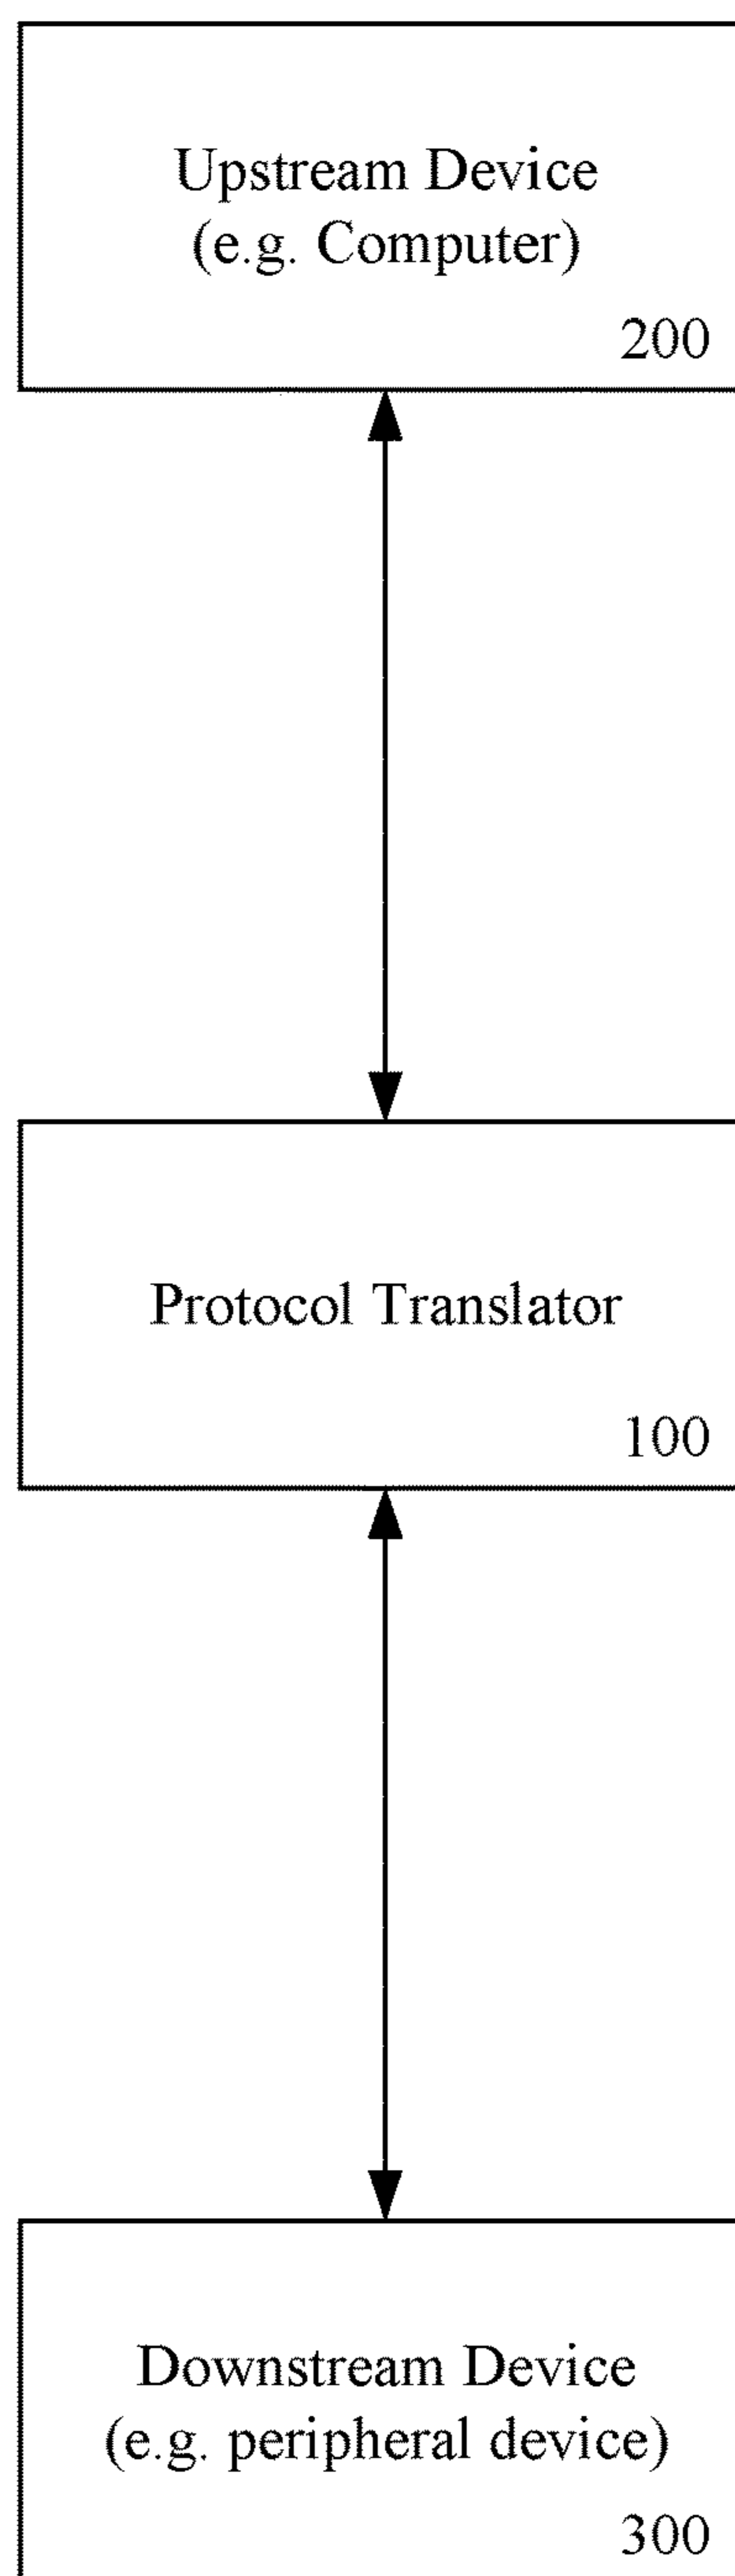 Upstream Device
(e.g. Computer)
200
Protocol Translator
100
Downstream Device
(e.g. peripheral device)
300